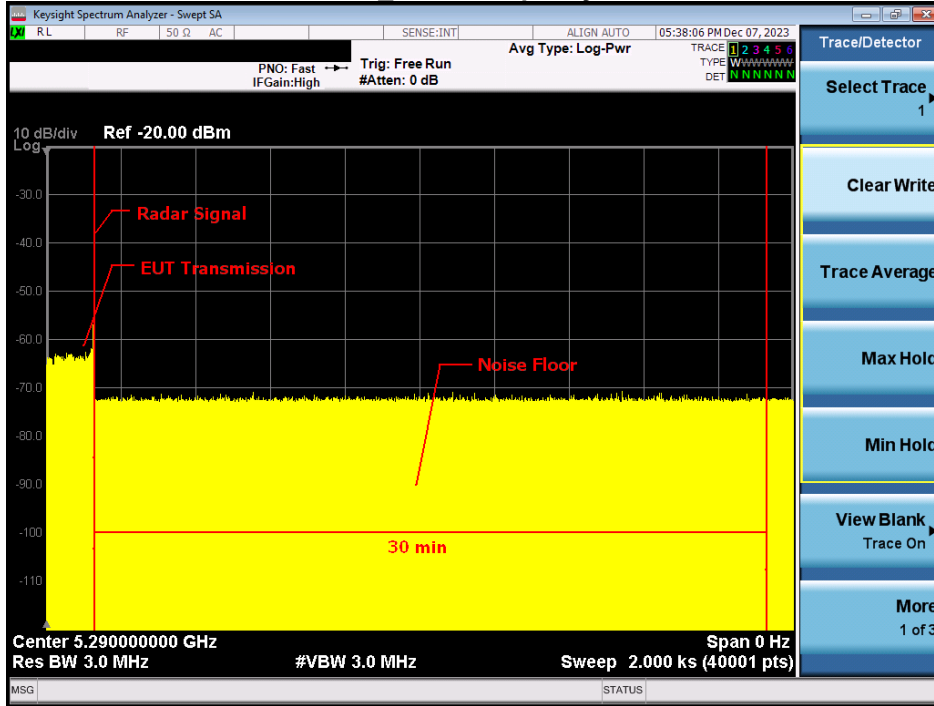 Keysight Spectrum Analyzer - Swept SA
LXI RL RF 50 Ω AC SENSE:INT ALIGN AUTO 05:38:06 PM Dec 07, 2023
Avg Type: Log-Pwr TRACE 1 2 3 4 5 6
PNO: Fast Trig: Free Run TYPE WWWWWW
IFGain:High #Atten: 0 dB DET N N N N N N
10 dB/div Ref -20.00 dBm
Log
-30.0
Radar Signal
-40.0
EUT Transmission
-50.0
-60.0
Noise Floor
-70.0
-80.0
-90.0
-100
30 min
-110
Center 5.290000000 GHz Span 0 Hz
Res BW 3.0 MHz #VBW 3.0 MHz Sweep 2.000 ks (40001 pts)
MSG STATUS
Trace/Detector
Select Trace
1
Clear Write
Trace Average
Max Hold
Min Hold
View Blank
Trace On
More
1 of 3